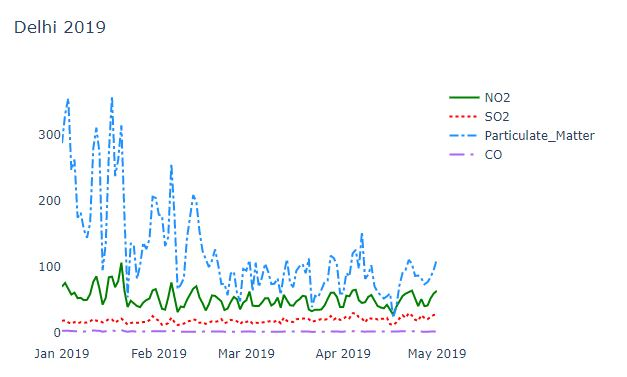 Delhi 2019
NO2
SO2
Particulate_Matter
CO
300
200
100
0
Jan 2019 Feb 2019 Mar 2019 Apr 2019 May 2019